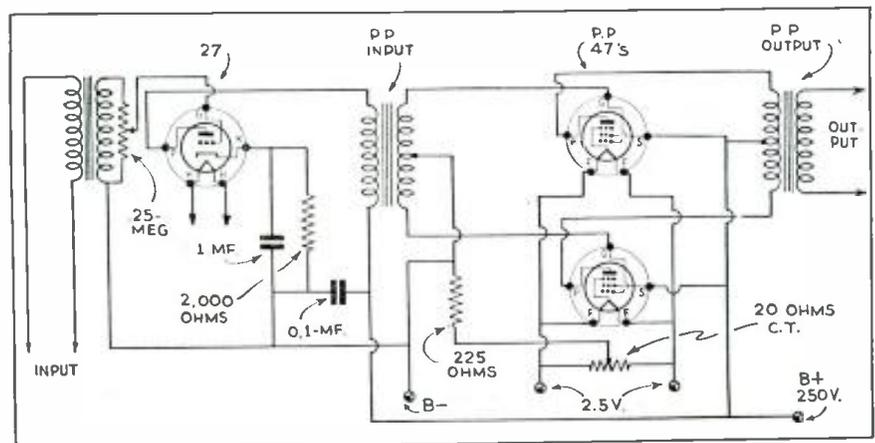 27
P P
INPUT
P.P
47's
P P
OUTPUT
OUT-
PUT
G
P
K
G
P
S
F
F
G
P
S
F
F
25-
MEG
1 MF.
2,000
OHMS
0.1-MF.
225
OHMS
20 OHMS
C.T.
INPUT
B-
2.5V.
B+
250V.